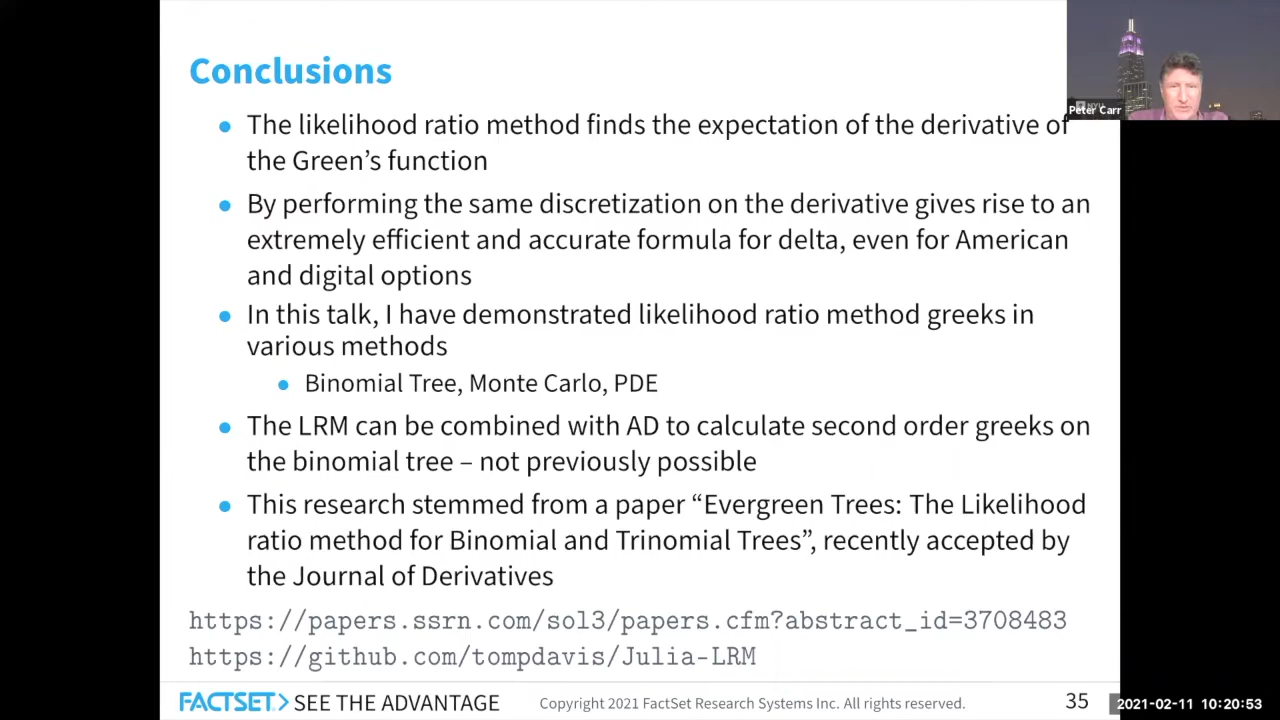 Conclusions
The likelihood ratio method finds the expectation of the derivative of
the Green’s function
By performing the same discretization on the derivative gives rise to an
extremely efficient and accurate formula for delta, even for American
and digital options
In this talk, I have demonstrated likelihood ratio method greeks in
various methods
Binomial Tree, Monte Carlo, PDE
The LRM can be combined with AD to calculate second order greeks on
the binomial tree – not previously possible
This research stemmed from a paper “Evergreen Trees: The Likelihood
ratio method for Binomial and Trinomial Trees”, recently accepted by
the Journal of Derivatives
https://papers.ssrn.com/sol3/papers.cfm?abstract_id=3708483
https://github.com/tompdavis/Julia-LRM
FACTSET SEE THE ADVANTAGE
Copyright 2021 FactSet Research Systems Inc. All rights reserved.
35
Peter Carr
2021-02-11 10:20:53